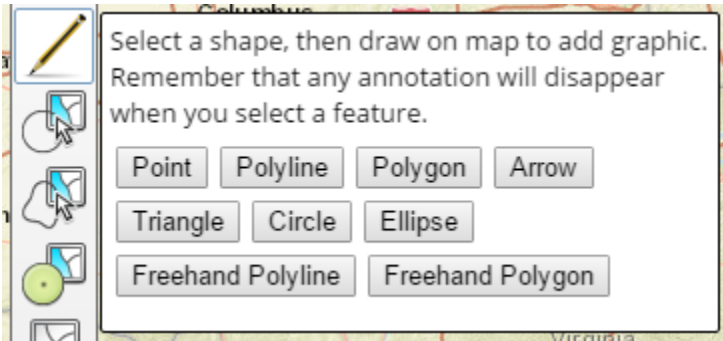 Columbus
Select a shape, then draw on map to add graphic.
Remember that any annotation will disappear
when you select a feature.
Point Polyline Polygon Arrow
Triangle Circle Ellipse
Freehand Polyline Freehand Polygon
Virginia